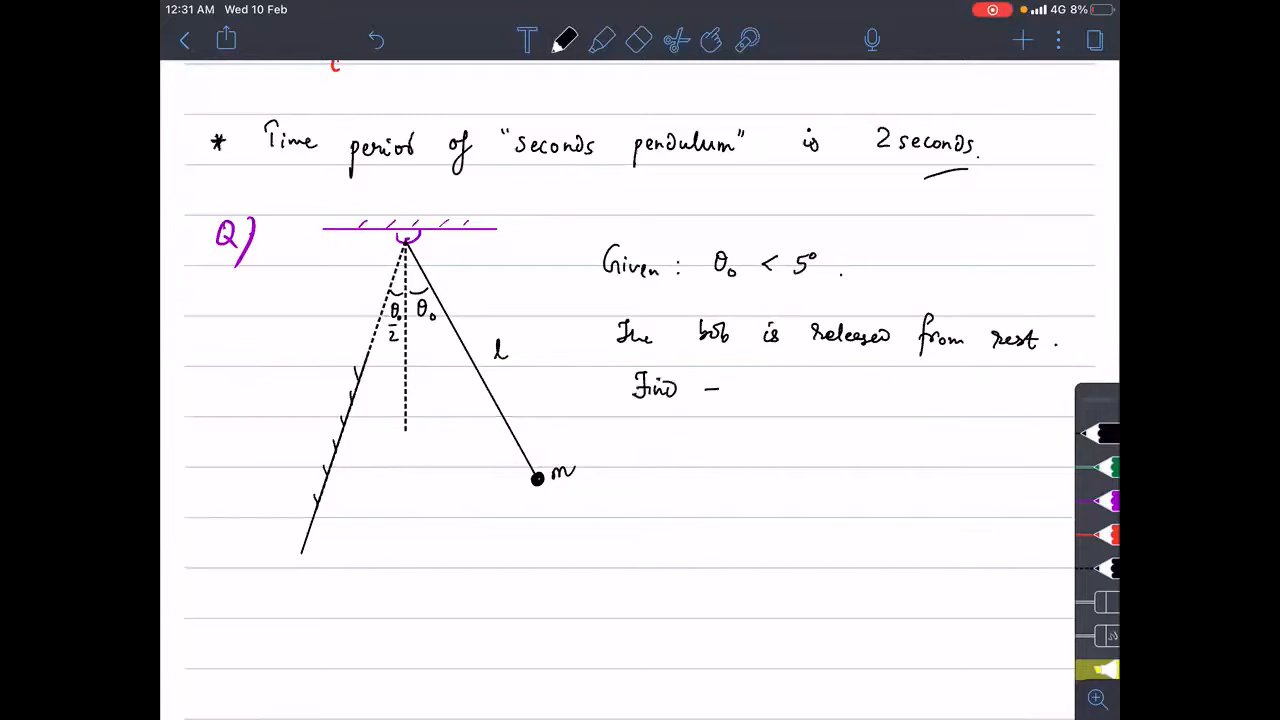 12:31 AM Wed 10 Feb
4G 8%
T
* Time period of "seconds pendulum" is 2 seconds.
Q)
Given : θ₀ < 5° .
θ₀/2 θ₀
The bob is released from rest .
l
Find -
m